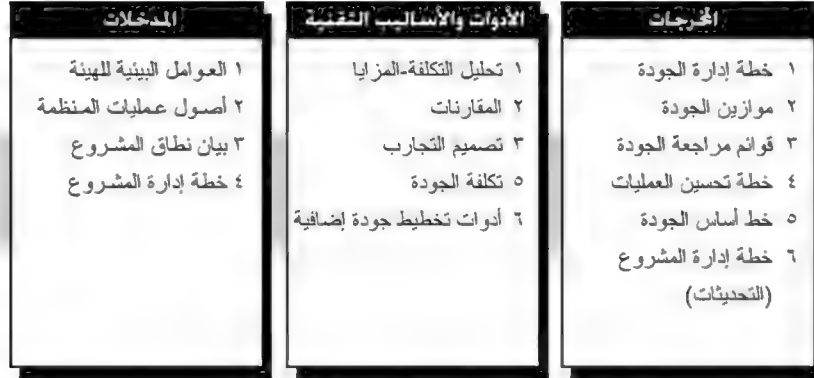 المدخلات
١ العوامل البيئية للهيئة
٢ أصول عمليات المنظمة
٣ بيان نطاق المشروع
٤ خطة إدارة المشروع
الأدوات والأساليب التقنية
١ تحليل التكلفة-المزايا
٢ المقارنات
٣ تصميم التجارب
٥ تكلفة الجودة
٦ أدوات تخطيط جودة إضافية
المخرجات
١ خطة إدارة الجودة
٢ موازين الجودة
٣ قوائم مراجعة الجودة
٤ خطة تحسين العمليات
٥ خط أساس الجودة
٦ خطة إدارة المشروع
(التحديثات)